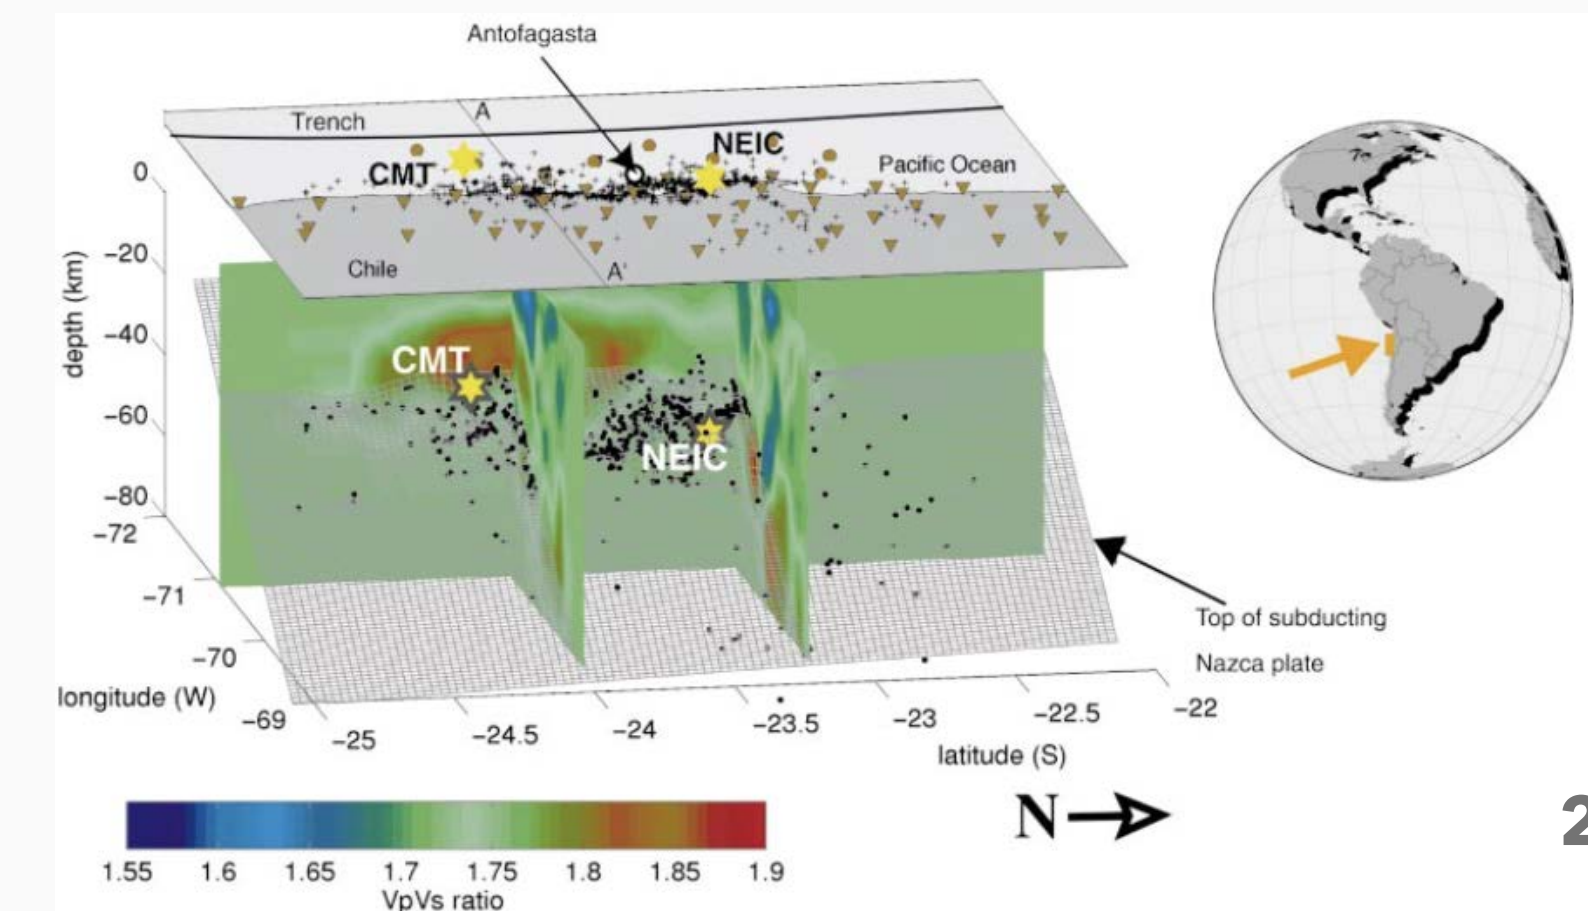 Antofagasta
Trench
A
CMT
NEIC
Pacific Ocean
Chile
A'
0
−20
−40
−60
−80
depth (km)
CMT
NEIC
−72
−71
−70
−69
longitude (W)
−25
−24.5
−24
−23.5
−23
−22.5
−22
latitude (S)
Top of subducting
Nazca plate
N
1.55 1.6 1.65 1.7 1.75 1.8 1.85 1.9
VpVs ratio
2